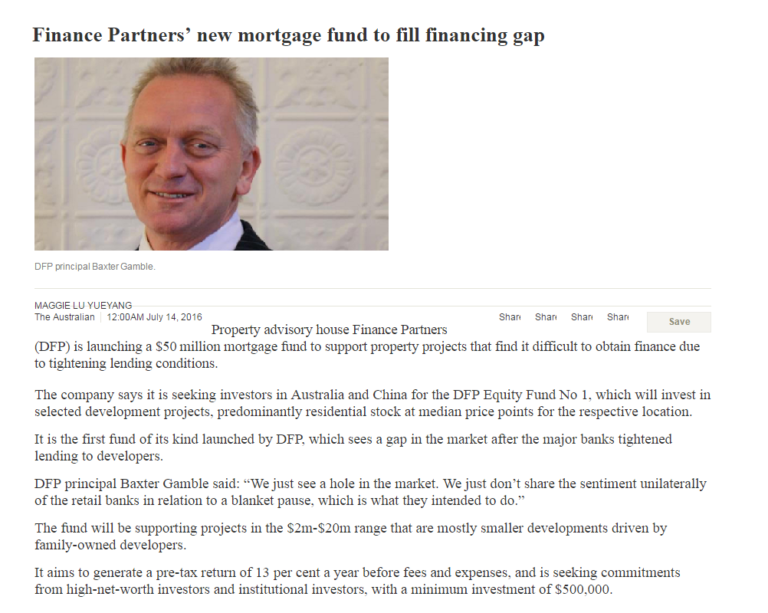 Finance Partners’ new mortgage fund to fill financing gap
DFP principal Baxter Gamble.
MAGGIE LU YUEYANG
The Australian 12:00AM July 14, 2016
Share Share Share Share
Save
Property advisory house Finance Partners
(DFP) is launching a $50 million mortgage fund to support property projects that find it difficult to obtain finance due
to tightening lending conditions.
The company says it is seeking investors in Australia and China for the DFP Equity Fund No 1, which will invest in
selected development projects, predominantly residential stock at median price points for the respective location.
It is the first fund of its kind launched by DFP, which sees a gap in the market after the major banks tightened
lending to developers.
DFP principal Baxter Gamble said: “We just see a hole in the market. We just don’t share the sentiment unilaterally
of the retail banks in relation to a blanket pause, which is what they intended to do.”
The fund will be supporting projects in the $2m-$20m range that are mostly smaller developments driven by
family-owned developers.
It aims to generate a pre-tax return of 13 per cent a year before fees and expenses, and is seeking commitments
from high-net-worth investors and institutional investors, with a minimum investment of $500,000.